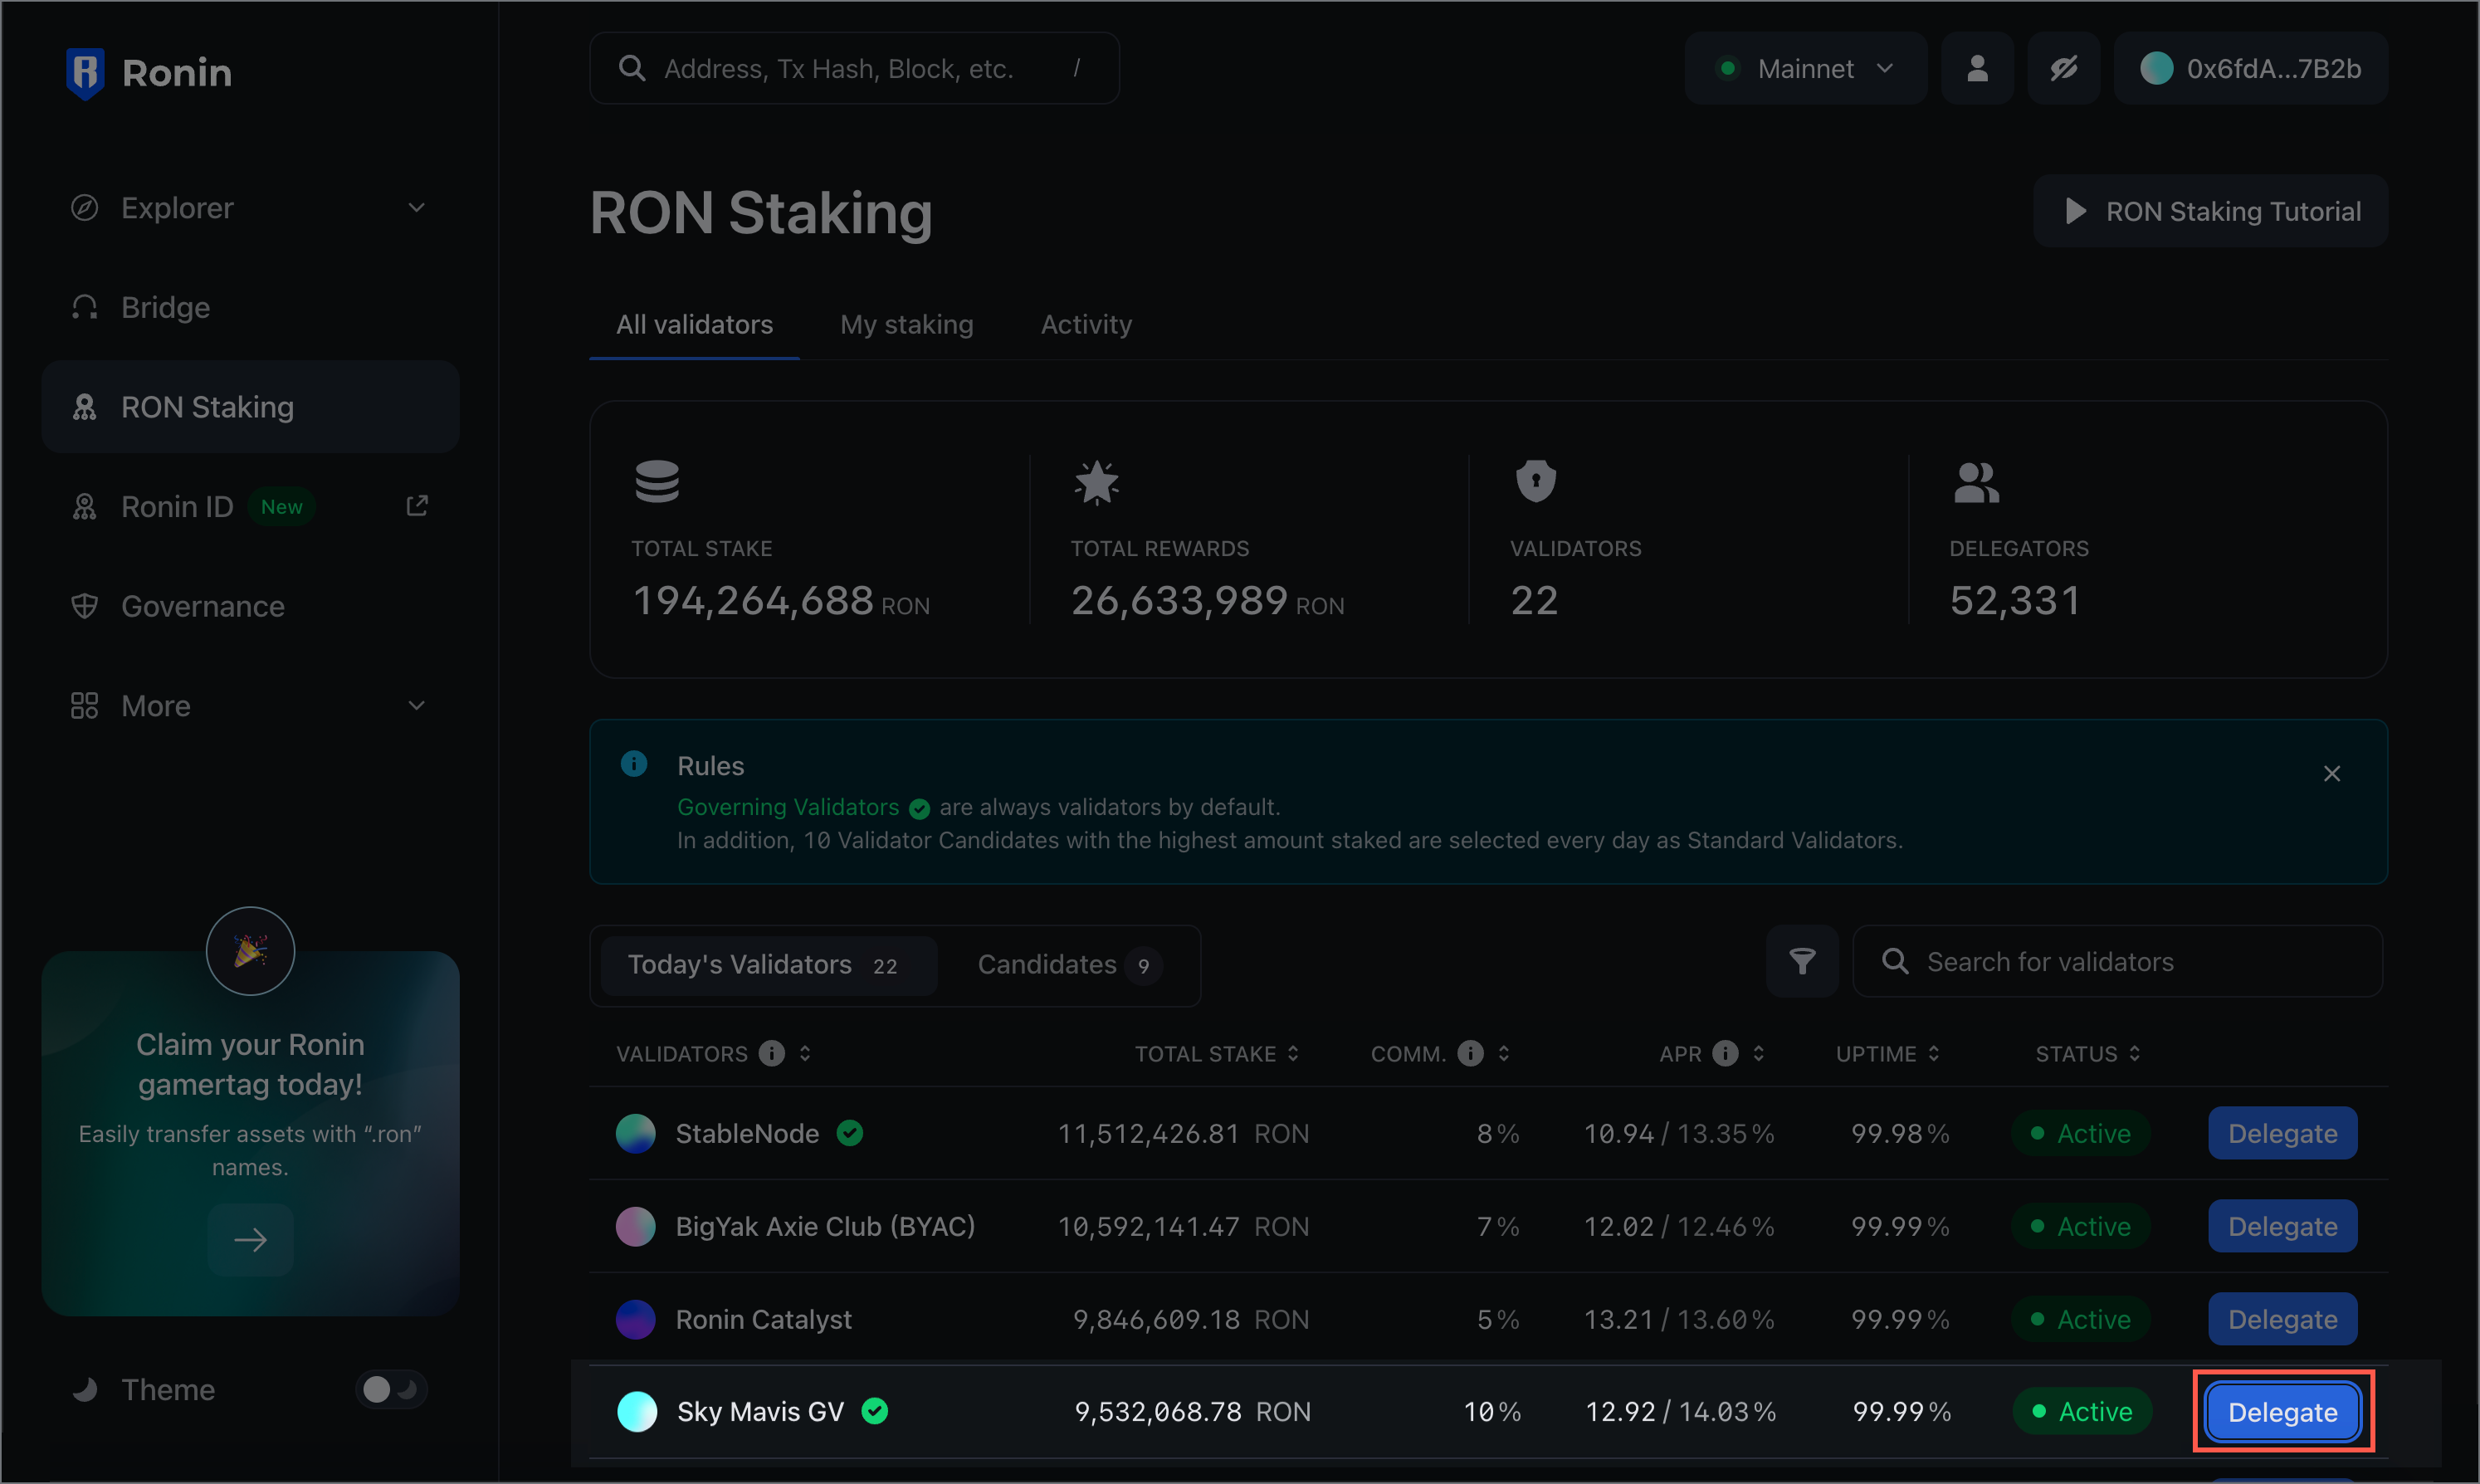 Ronin
Address, Tx Hash, Block, etc. /
Mainnet
0x6fdA...7B2b
Explorer
Bridge
RON Staking
Ronin ID New
Governance
More
Claim your Ronin
gamertag today!
Easily transfer assets with “.ron”
names.
Theme
RON Staking
RON Staking Tutorial
All validators My staking Activity
TOTAL STAKE
194,264,688 RON
TOTAL REWARDS
26,633,989 RON
VALIDATORS
22
DELEGATORS
52,331
Rules
Governing Validators are always validators by default.
In addition, 10 Validator Candidates with the highest amount staked are selected every day as Standard Validators.
Today's Validators 22 Candidates 9
Search for validators
VALIDATORS TOTAL STAKE COMM. APR UPTIME STATUS
StableNode 11,512,426.81 RON 8% 10.94 / 13.35% 99.98% Active Delegate
BigYak Axie Club (BYAC) 10,592,141.47 RON 7% 12.02 / 12.46% 99.99% Active Delegate
Ronin Catalyst 9,846,609.18 RON 5% 13.21 / 13.60% 99.99% Active Delegate
Sky Mavis GV 9,532,068.78 RON 10% 12.92 / 14.03% 99.99% Active Delegate